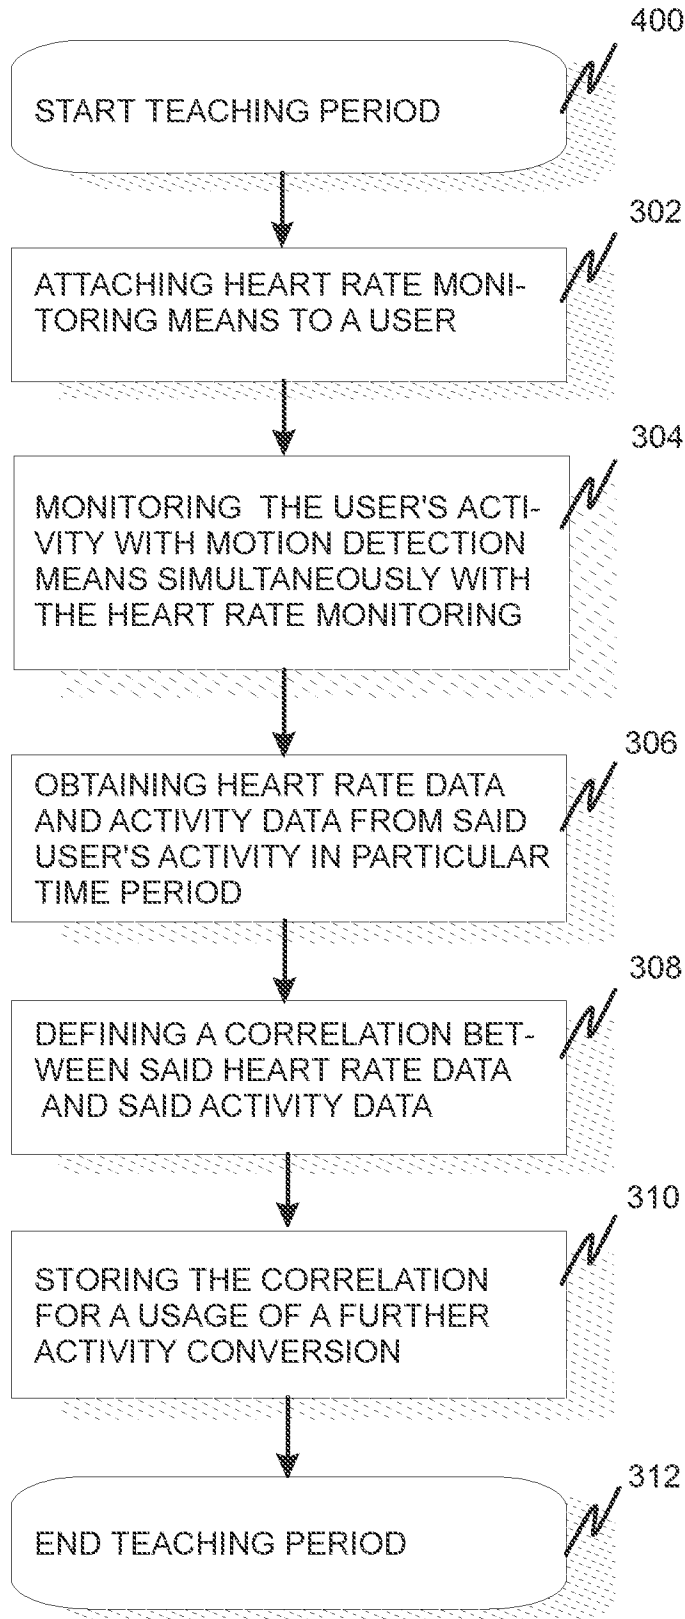 400
START TEACHING PERIOD
302
ATTACHING HEART RATE MONI-
TORING MEANS TO A USER
304
MONITORING THE USER'S ACTI-
VITY WITH MOTION DETECTION
MEANS SIMULTANEOUSLY WITH
THE HEART RATE MONITORING
306
OBTAINING HEART RATE DATA
AND ACTIVITY DATA FROM SAID
USER'S ACTIVITY IN PARTICULAR
TIME PERIOD
308
DEFINING A CORRELATION BET-
WEEN SAID HEART RATE DATA
AND SAID ACTIVITY DATA
310
STORING THE CORRELATION
FOR A USAGE OF A FURTHER
ACTIVITY CONVERSION
312
END TEACHING PERIOD